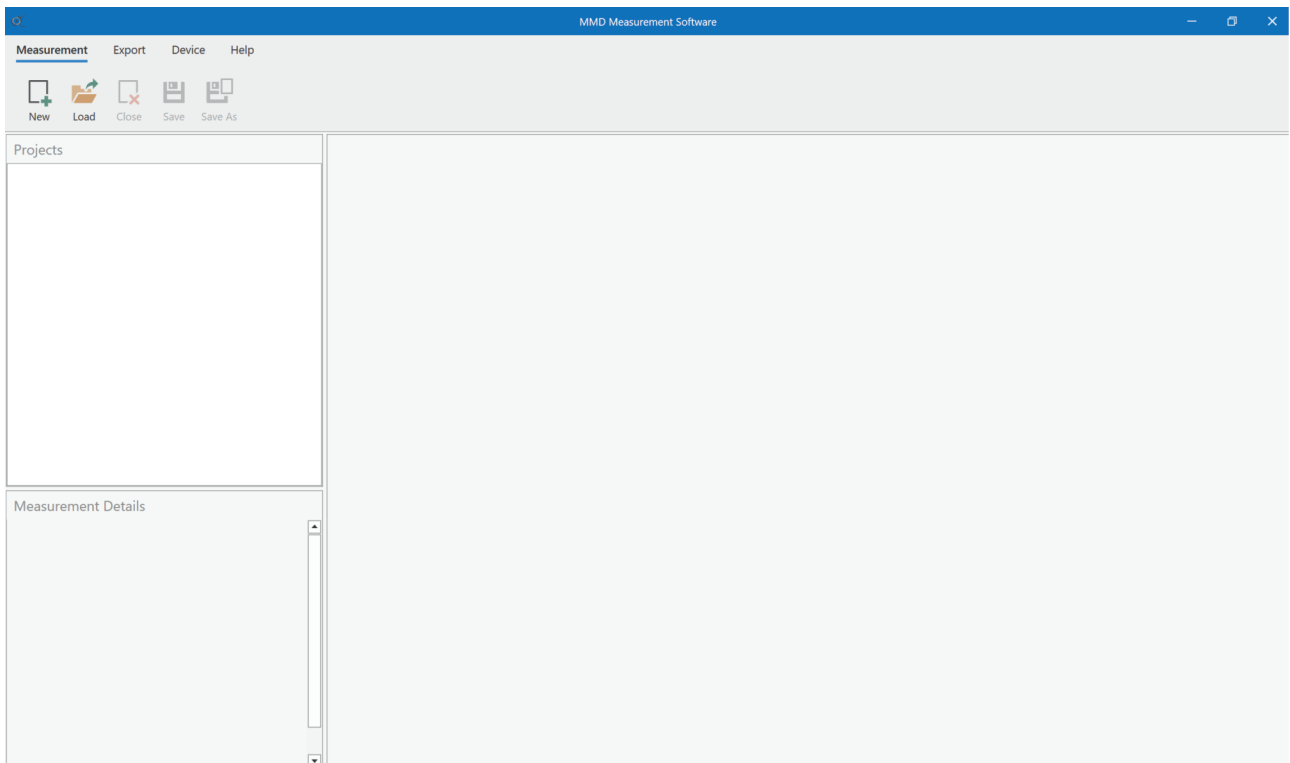 MMD Measurement Software
Measurement Export Device Help
New Load Close Save Save As
Projects
Measurement Details